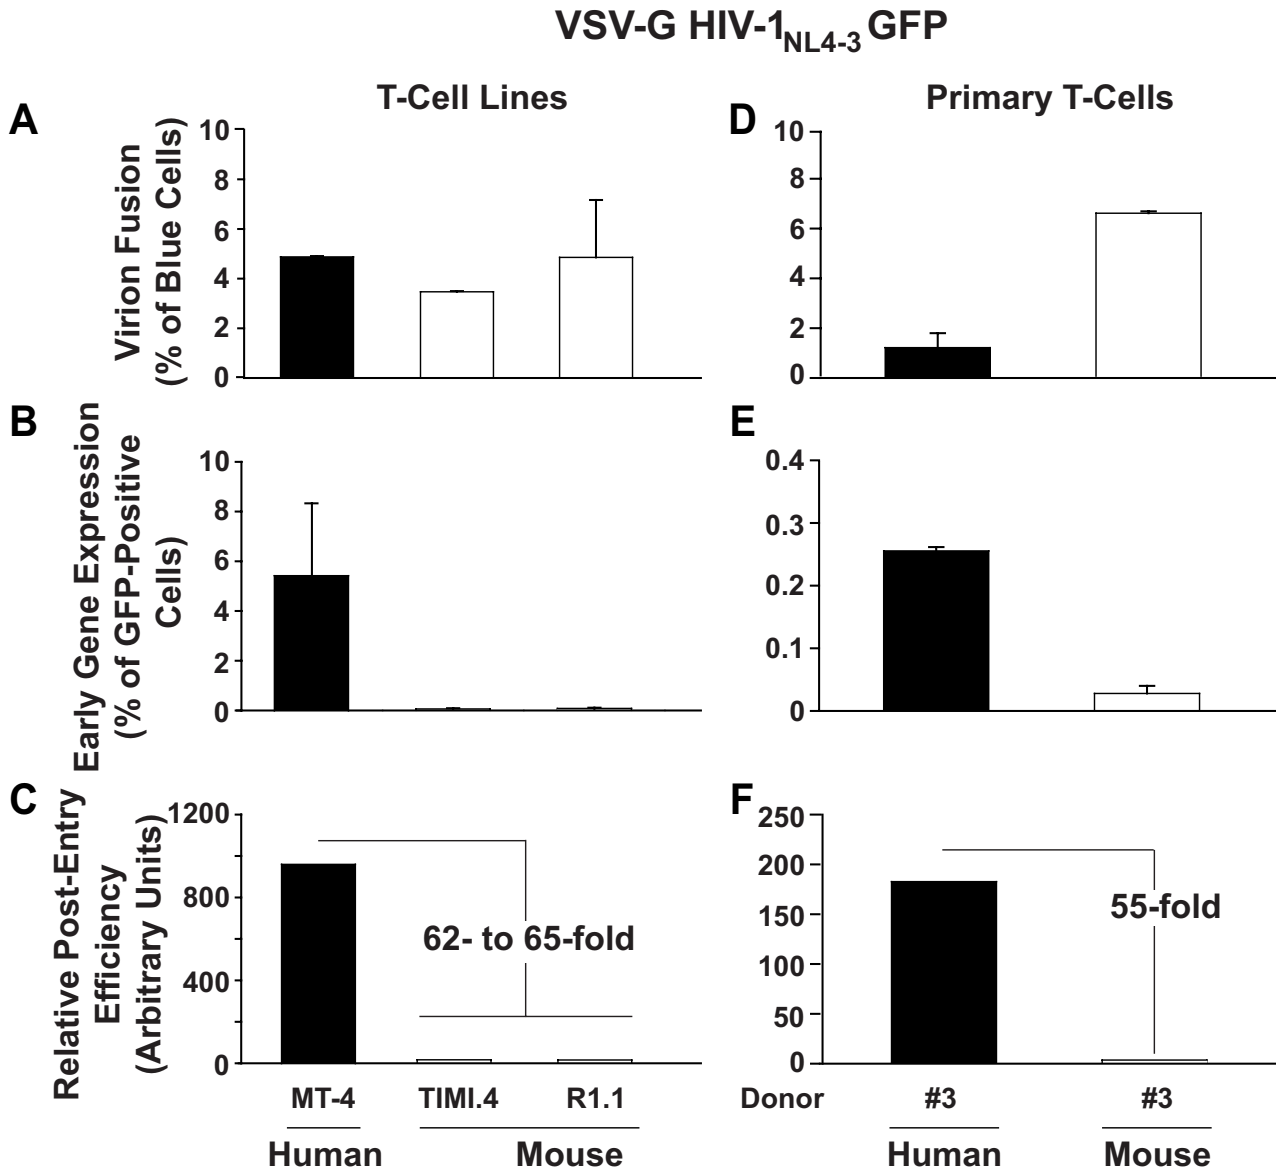 VSV-G HIV-1NL4-3 GFP
T-Cell Lines
Primary T-Cells
A
Virion Fusion
(% of Blue Cells)
10
8
6
4
2
0
D
10
8
6
4
2
0
B
Early Gene Expression
(% of GFP-Positive
Cells)
10
8
6
4
2
0
E
0.4
0.3
0.2
0.1
0
C
Relative Post-Entry
Efficiency
(Arbitrary Units)
1200
800
400
0
62- to 65-fold
MT-4
TIMI.4
R1.1
Human
Mouse
F
250
200
150
100
50
0
55-fold
Donor
#3
#3
Human
Mouse